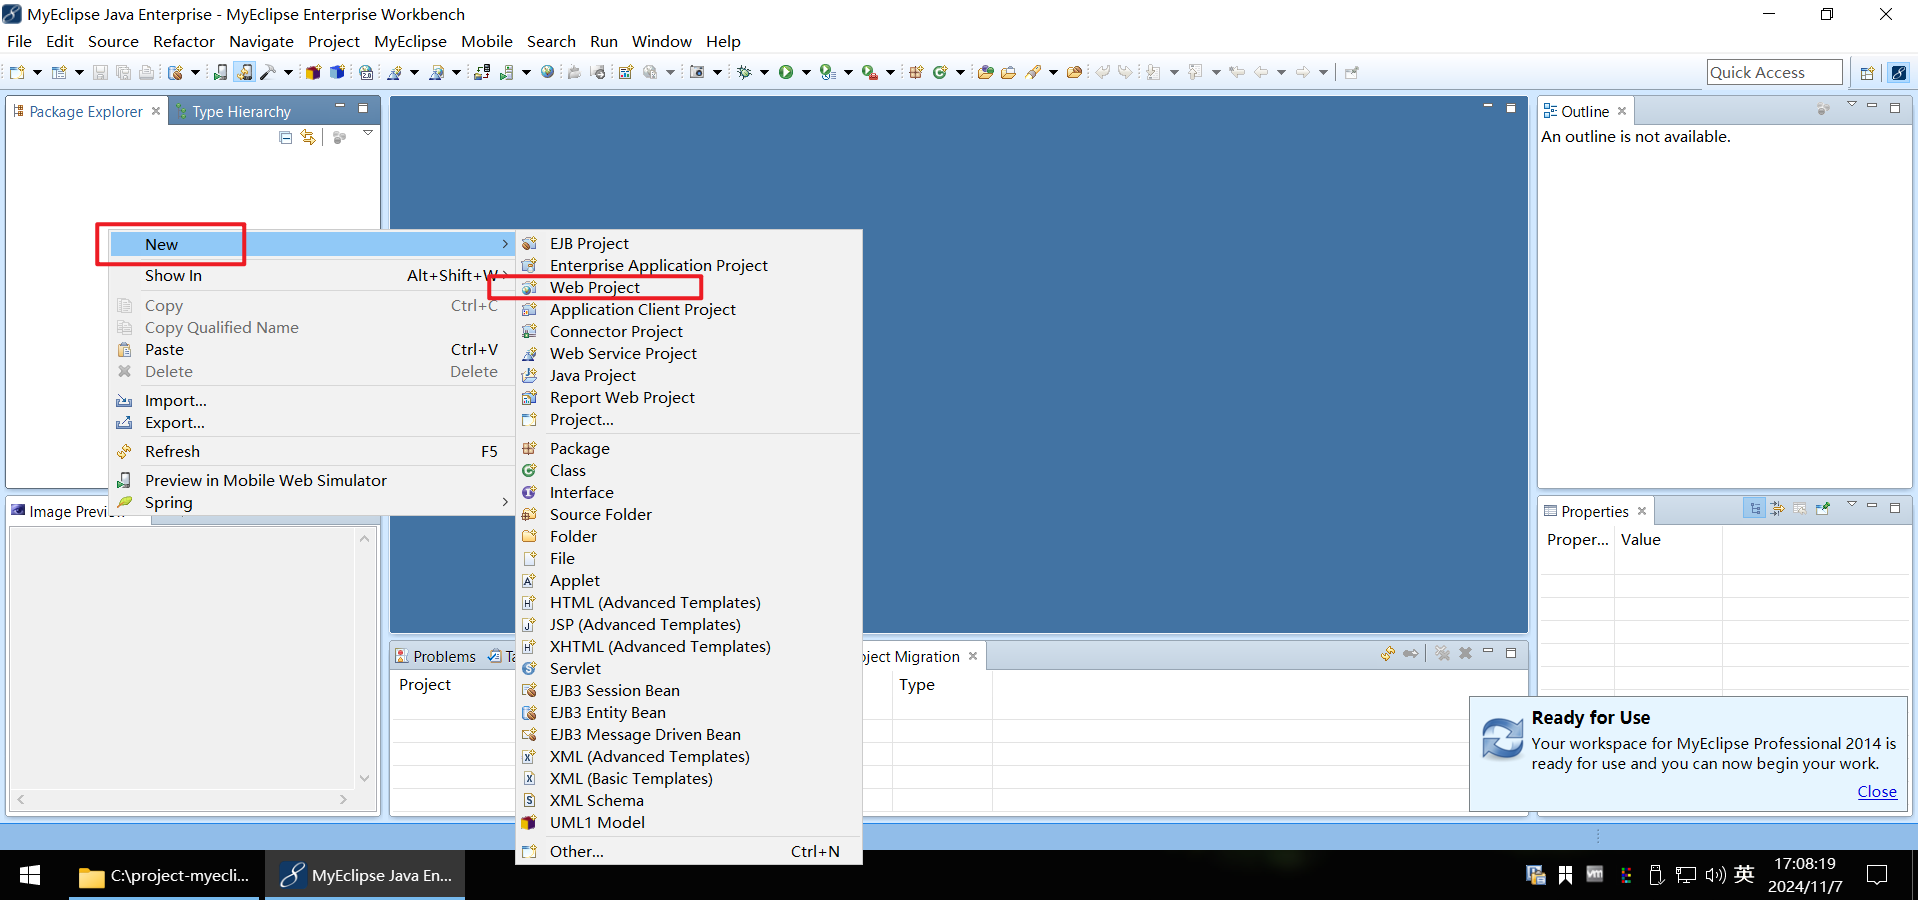 MyEclipse Java Enterprise - MyEclipse Enterprise Workbench
File Edit Source Refactor Navigate Project MyEclipse Mobile Search Run Window Help
Quick Access
Package Explorer
Type Hierarchy
Outline
An outline is not available.
New
Show In Alt+Shift+W
Copy Ctrl+C
Copy Qualified Name
Paste Ctrl+V
Delete Delete
Import...
Export...
Refresh F5
Preview in Mobile Web Simulator
Spring
EJB Project
Enterprise Application Project
Web Project
Application Client Project
Connector Project
Web Service Project
Java Project
Report Web Project
Project...
Package
Class
Interface
Source Folder
Folder
File
Applet
HTML (Advanced Templates)
JSP (Advanced Templates)
XHTML (Advanced Templates)
Servlet
EJB3 Session Bean
EJB3 Entity Bean
EJB3 Message Driven Bean
XML (Advanced Templates)
XML (Basic Templates)
XML Schema
UML1 Model
Other... Ctrl+N
Image Previ
Properties
Proper... Value
Problems Ta
oject Migration
Project Type
Ready for Use
Your workspace for MyEclipse Professional 2014 is
ready for use and you can now begin your work.
Close
C:\project-myecli...
MyEclipse Java En...
英
17:08:19
2024/11/7